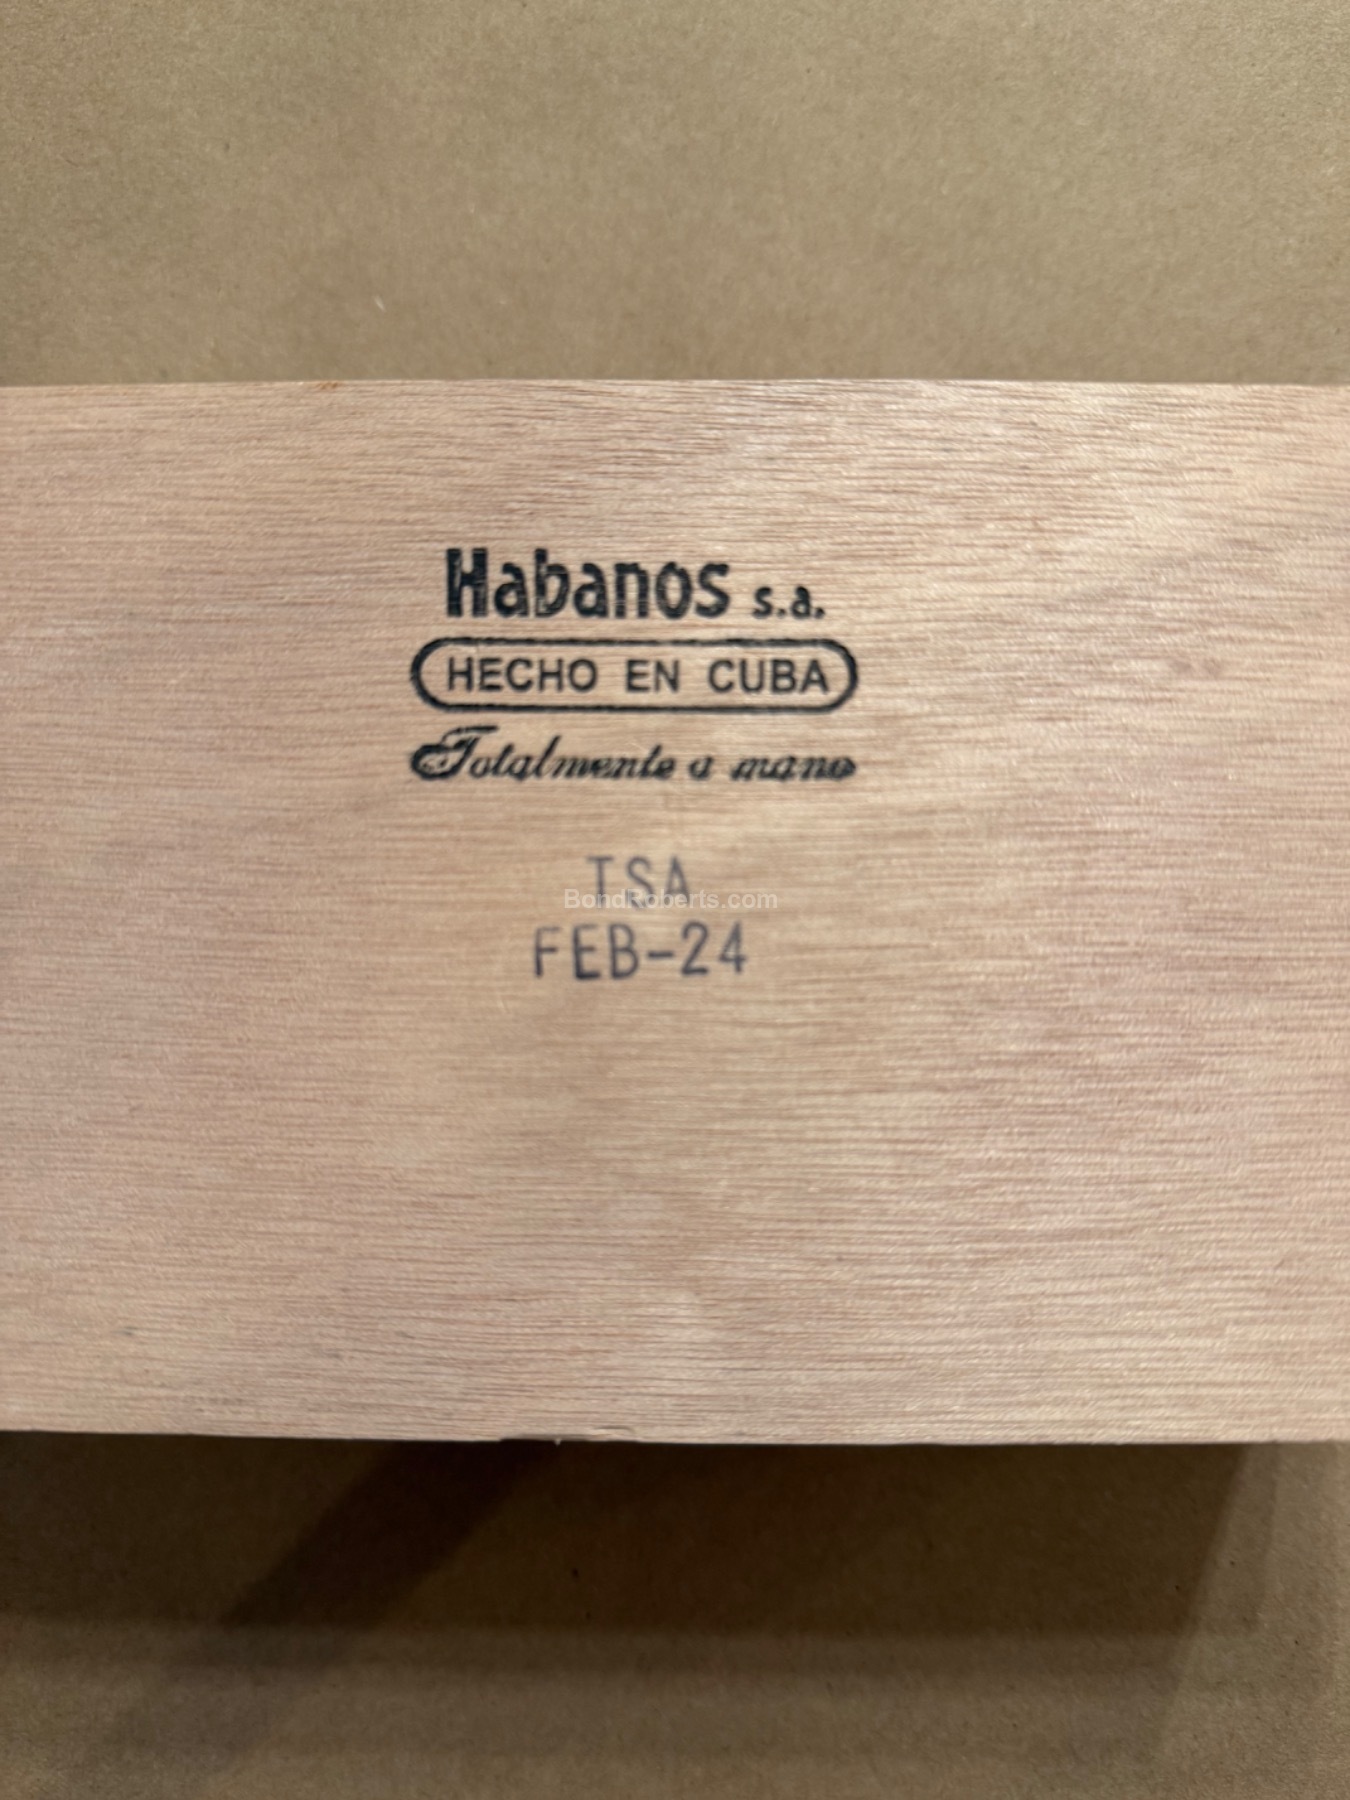 Habanos s.a.
HECHO EN CUBA
Totalmente a mano
TSA
BondRoberts.com
FEB-24